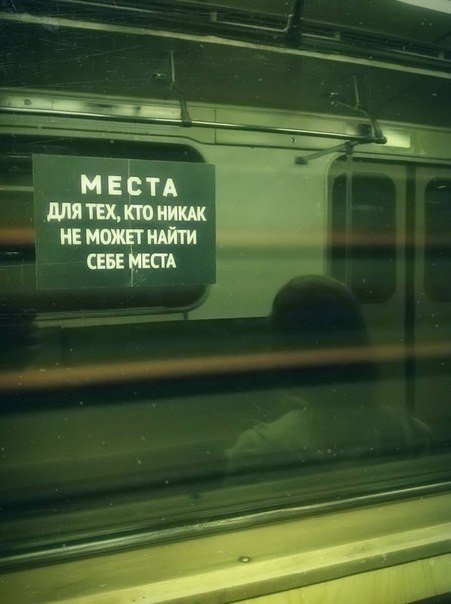 МЕСТА
ДЛЯ ТЕХ, КТО НИКАК
НЕ МОЖЕТ НАЙТИ
СЕБЕ МЕСТА